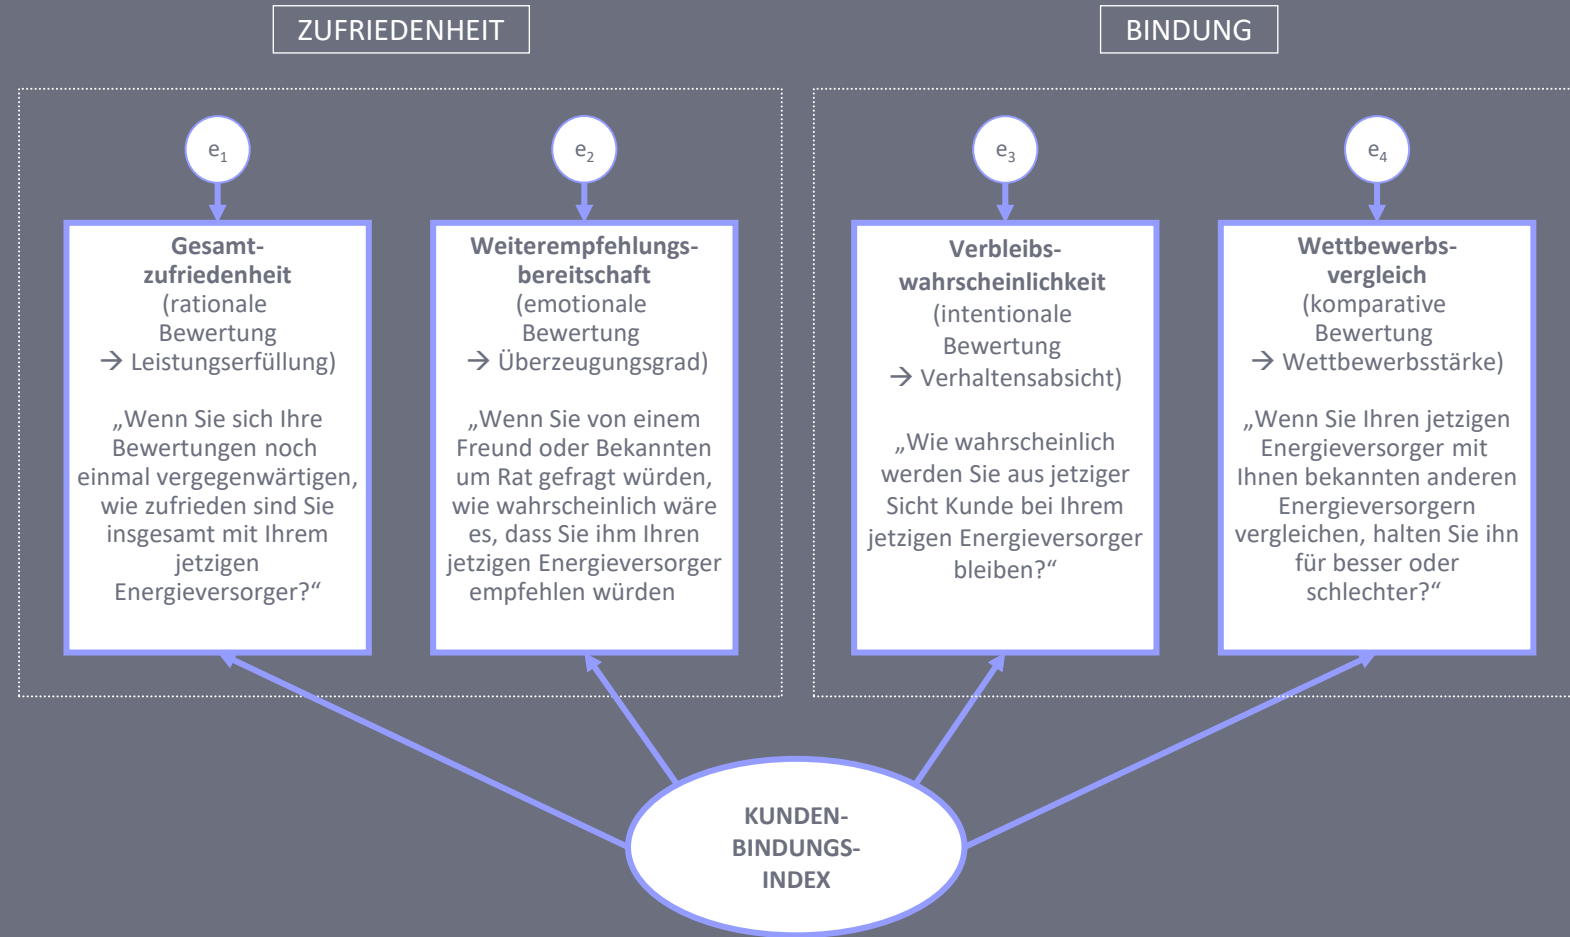 ZUFRIEDENHEIT
e1
e2
Gesamt-
zufriedenheit
(rationale
Bewertung
→ Leistungserfüllung)
„Wenn Sie sich Ihre
Bewertungen noch
einmal vergegenwärtigen,
wie zufrieden sind Sie
insgesamt mit Ihrem
jetzigen
Energieversorger?“
Weiterempfehlungs-
bereitschaft
(emotionale
Bewertung
→ Überzeugungsgrad)
„Wenn Sie von einem
Freund oder Bekannten
um Rat gefragt würden,
wie wahrscheinlich wäre
es, dass Sie ihm Ihren
jetzigen Energieversorger
empfehlen würden
BINDUNG
e3
e4
Verbleibs-
wahrscheinlichkeit
(intentionale
Bewertung
→ Verhaltensabsicht)
„Wie wahrscheinlich
werden Sie aus jetziger
Sicht Kunde bei Ihrem
jetzigen Energieversorger
bleiben?“
Wettbewerbs-
vergleich
(komparative
Bewertung
→ Wettbewerbsstärke)
„Wenn Sie Ihren jetzigen
Energieversorger mit
Ihnen bekannten anderen
Energieversorgern
vergleichen, halten Sie ihn
für besser oder
schlechter?“
KUNDEN-
BINDUNGS-
INDEX